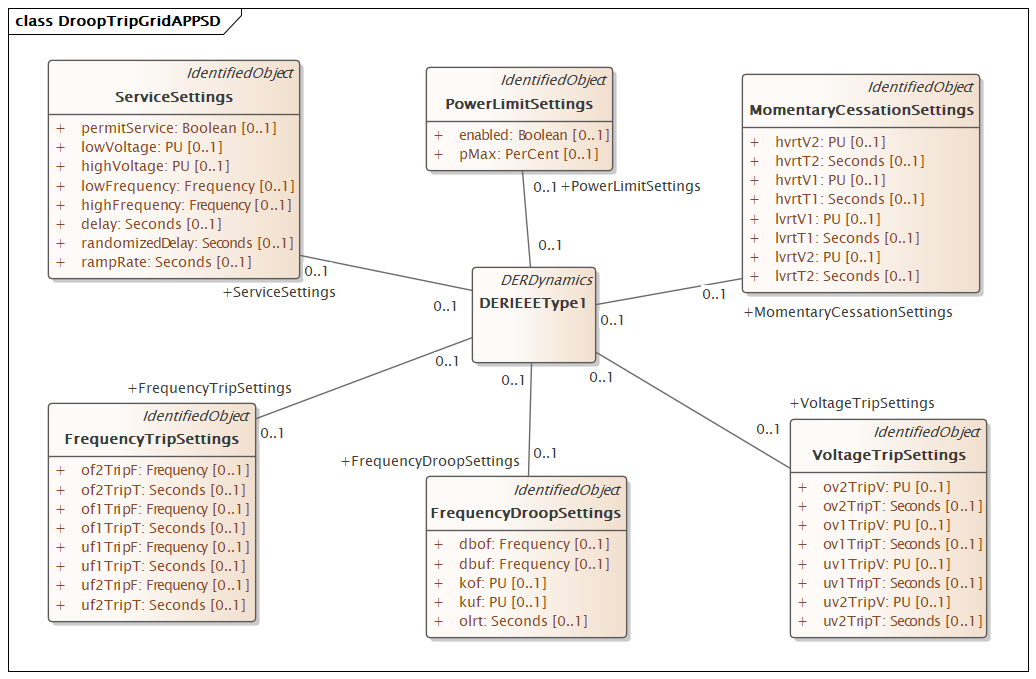 class DroopTripGridAPPSD
IdentifiedObject
ServiceSettings
+ permitService: Boolean [0..1]
+ lowVoltage: PU [0..1]
+ highVoltage: PU [0..1]
+ lowFrequency: Frequency [0..1]
+ highFrequency: Frequency [0..1]
+ delay: Seconds [0..1]
+ randomizedDelay: Seconds [0..1]
+ rampRate: Seconds [0..1]
IdentifiedObject
PowerLimitSettings
+ enabled: Boolean [0..1]
+ pMax: PerCent [0..1]
IdentifiedObject
MomentaryCessationSettings
+ hvrtV2: PU [0..1]
+ hvrtT2: Seconds [0..1]
+ hvrtV1: PU [0..1]
+ hvrtT1: Seconds [0..1]
+ lvrtV1: PU [0..1]
+ lvrtT1: Seconds [0..1]
+ lvrtV2: PU [0..1]
+ lvrtT2: Seconds [0..1]
0..1 +PowerLimitSettings
0..1
0..1
+ServiceSettings
0..1
DERDynamics
DERIEEEType1
0..1
+MomentaryCessationSettings
0..1
0..1
0..1
0..1
+FrequencyTripSettings
0..1
IdentifiedObject
FrequencyTripSettings
+ of2TripF: Frequency [0..1]
+ of2TripT: Seconds [0..1]
+ of1TripF: Frequency [0..1]
+ of1TripT: Seconds [0..1]
+ uf1TripF: Frequency [0..1]
+ uf1TripT: Seconds [0..1]
+ uf2TripF: Frequency [0..1]
+ uf2TripT: Seconds [0..1]
+FrequencyDroopSettings
0..1
IdentifiedObject
FrequencyDroopSettings
+ dbof: Frequency [0..1]
+ dbuf: Frequency [0..1]
+ kof: PU [0..1]
+ kuf: PU [0..1]
+ olrt: Seconds [0..1]
+VoltageTripSettings
0..1
IdentifiedObject
VoltageTripSettings
+ ov2TripV: PU [0..1]
+ ov2TripT: Seconds [0..1]
+ ov1TripV: PU [0..1]
+ ov1TripT: Seconds [0..1]
+ uv1TripV: PU [0..1]
+ uv1TripT: Seconds [0..1]
+ uv2TripV: PU [0..1]
+ uv2TripT: Seconds [0..1]